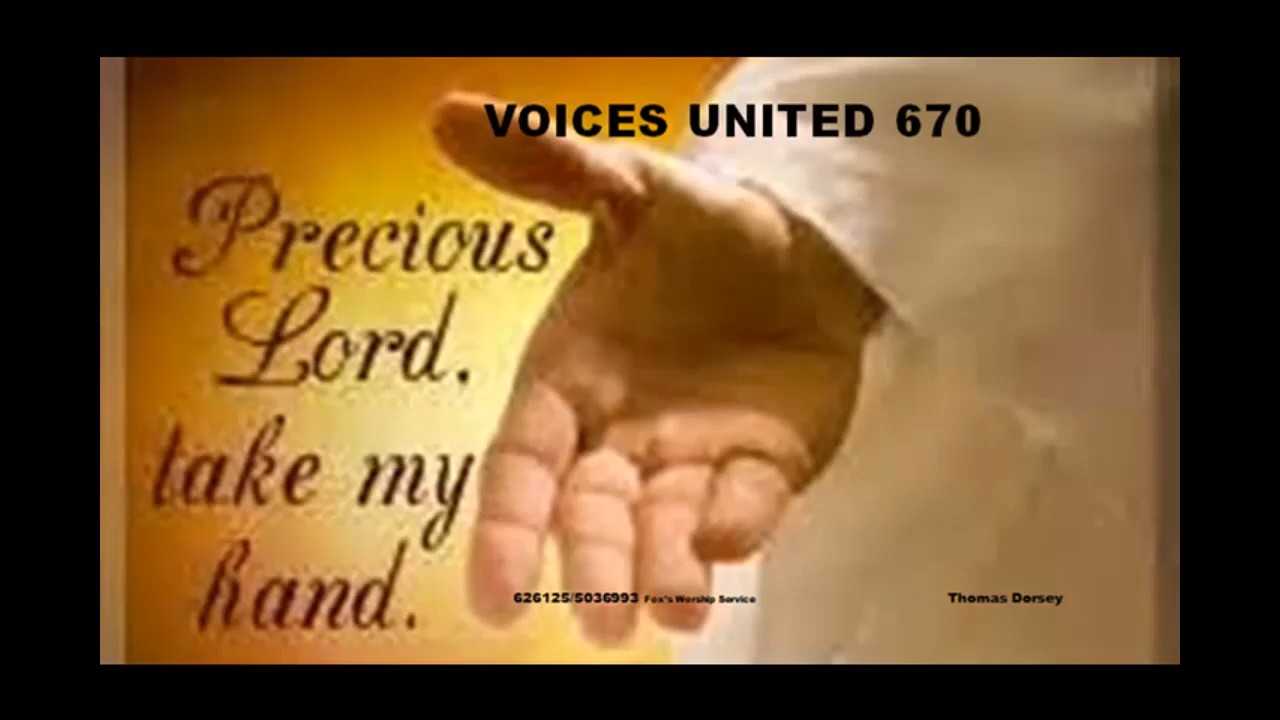 VOICES UNITED 670
Precious
Lord,
take my
hand.
626125/5036993 Fox's Worship Service
Thomas Dorsey